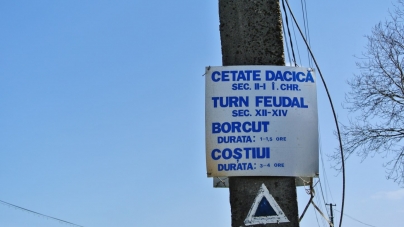 CETATE DACICĂ
SEC. II-I Î. CHR.
TURN FEUDAL
SEC. XII-XIV
BORCUT
DURATA: 1-1,5 ORE
COȘTIUI
DURATA: 3-4 ORE